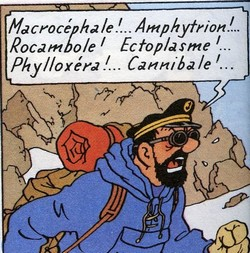 Macrocéphale!... Amphytrion!...
Rocambole! Ectoplasme!...
Phylloxéra!... Cannibale!...